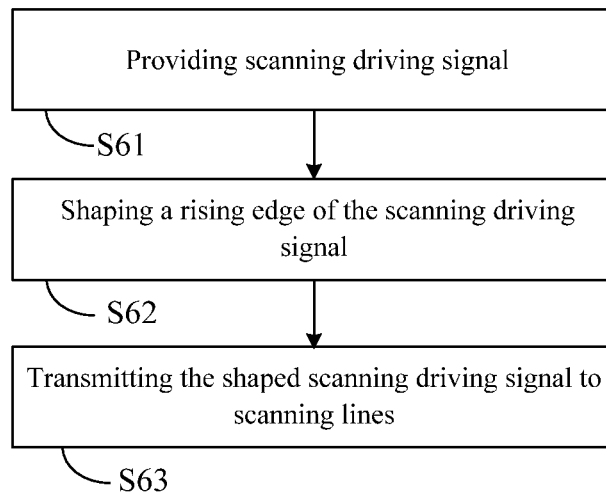 Providing scanning driving signal
S61
Shaping a rising edge of the scanning driving
signal
S62
Transmitting the shaped scanning driving signal to
scanning lines
S63